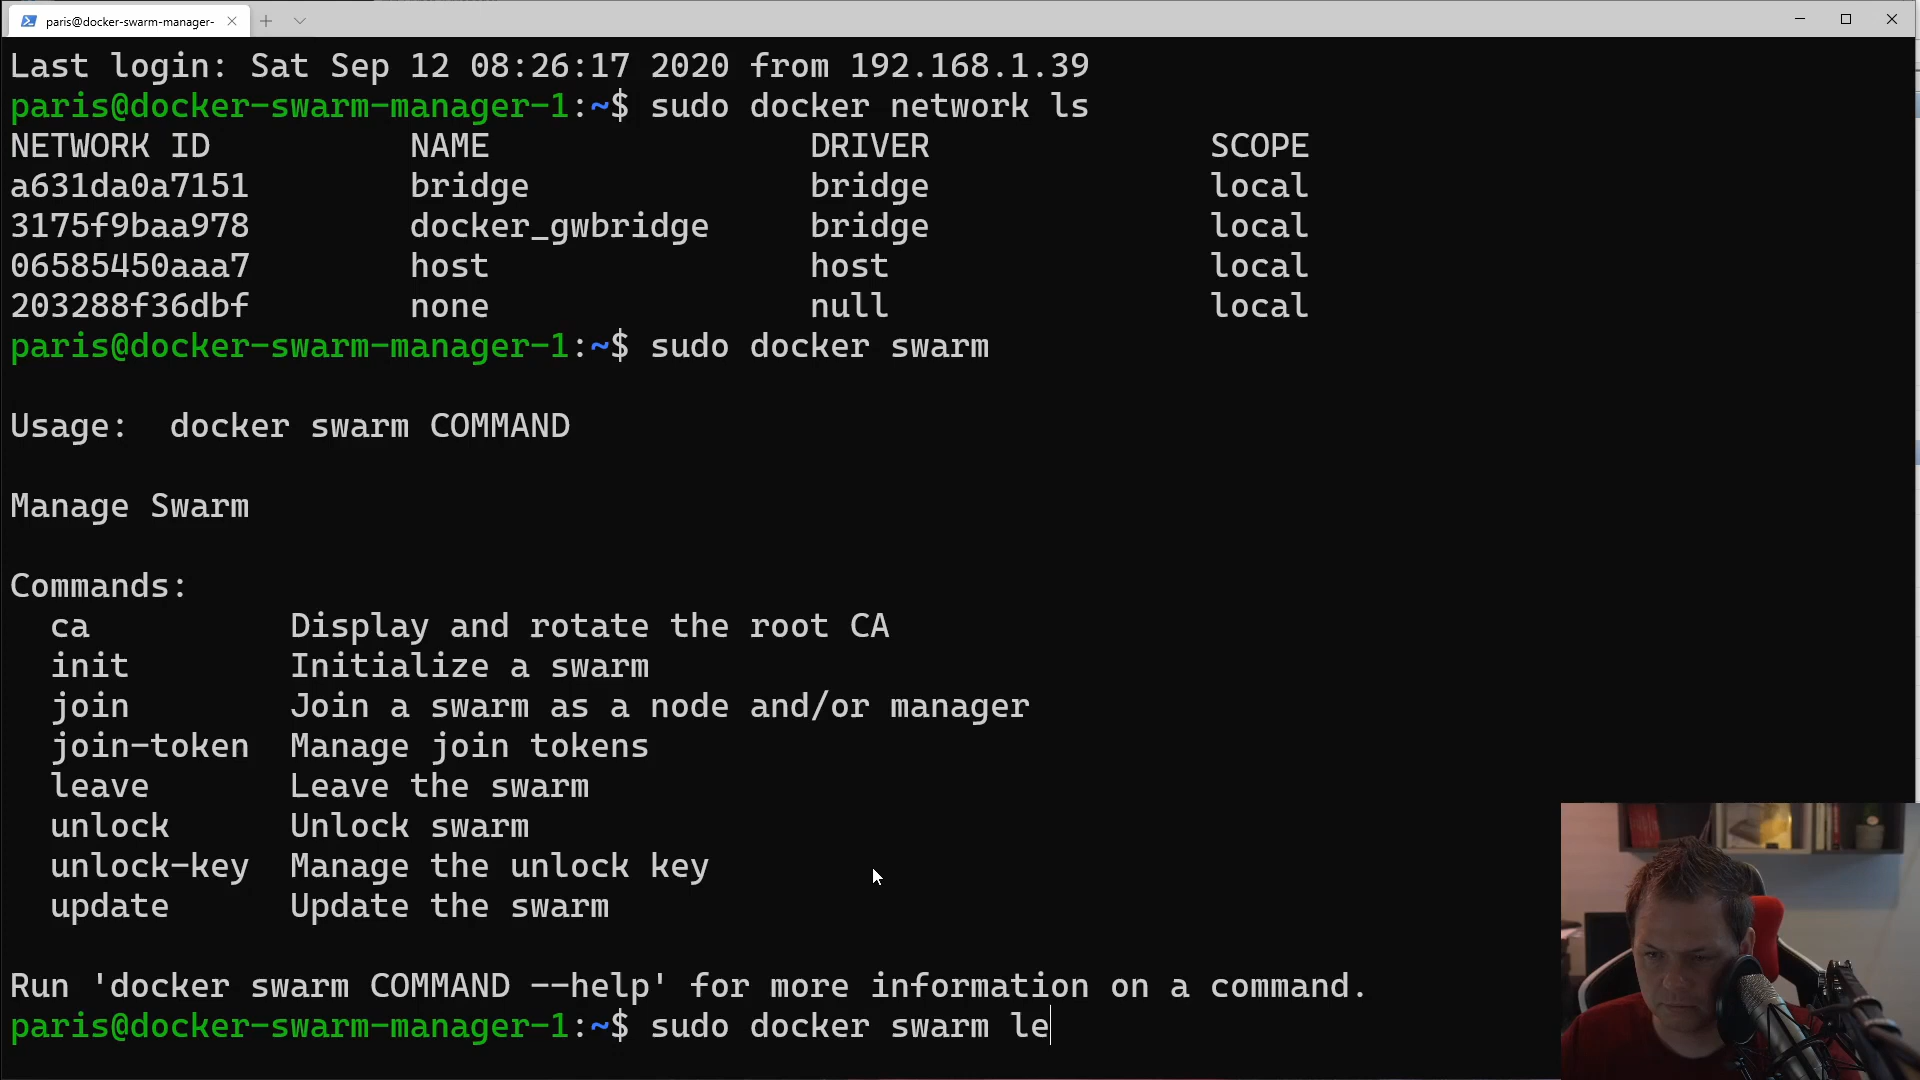 paris@docker-swarm-manager-
Last login: Sat Sep 12 08:26:17 2020 from 192.168.1.39
paris@docker-swarm-manager-1:~$ sudo docker network ls
NETWORK ID          NAME                DRIVER              SCOPE
a631da0a7151        bridge              bridge              local
3175f9baa978        docker_gwbridge     bridge              local
06585450aaa7        host                host                local
203288f36dbf        none                null                local
paris@docker-swarm-manager-1:~$ sudo docker swarm
Usage:  docker swarm COMMAND
Manage Swarm
Commands:
  ca          Display and rotate the root CA
  init        Initialize a swarm
  join        Join a swarm as a node and/or manager
  join-token  Manage join tokens
  leave       Leave the swarm
  unlock      Unlock swarm
  unlock-key  Manage the unlock key
  update      Update the swarm
Run 'docker swarm COMMAND --help' for more information on a command.
paris@docker-swarm-manager-1:~$ sudo docker swarm le